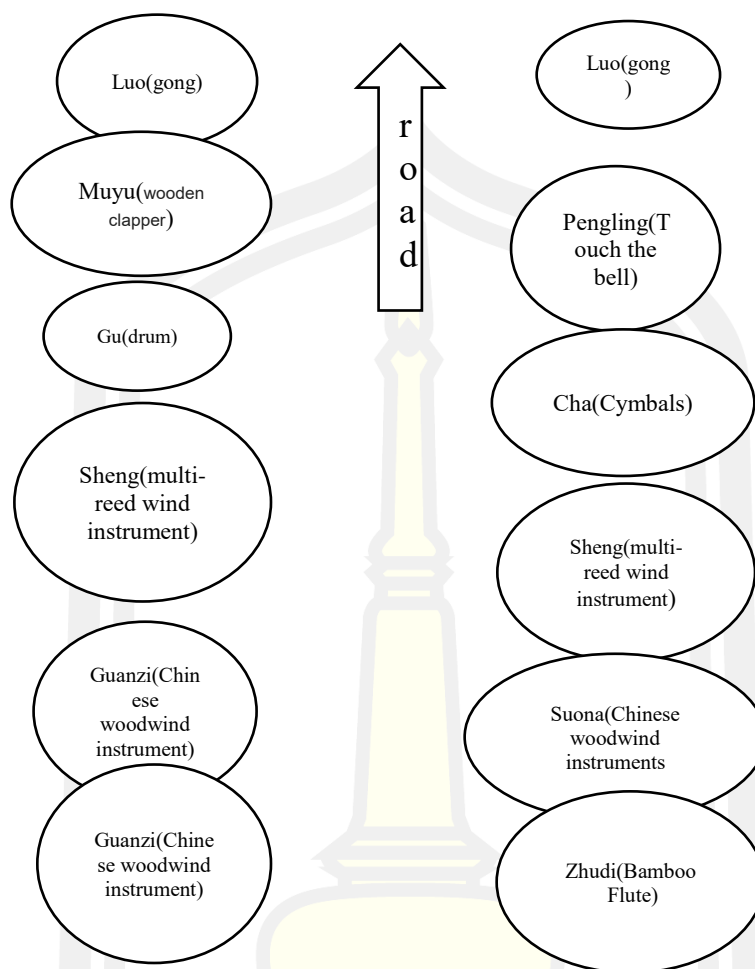 Luo(gong)
Muyu(wooden
clapper)
Gu(drum)
Sheng(multi-
reed wind
instrument)
Guanzi(Chin
ese
woodwind
instrument)
Guanzi(Chine
se woodwind
instrument)
r
o
a
d
Luo(gong
)
Pengling(T
ouch the
bell)
Cha(Cymbals)
Sheng(multi-
reed wind
instrument)
Suona(Chinese
woodwind
instruments
Zhudi(Bamboo
Flute)